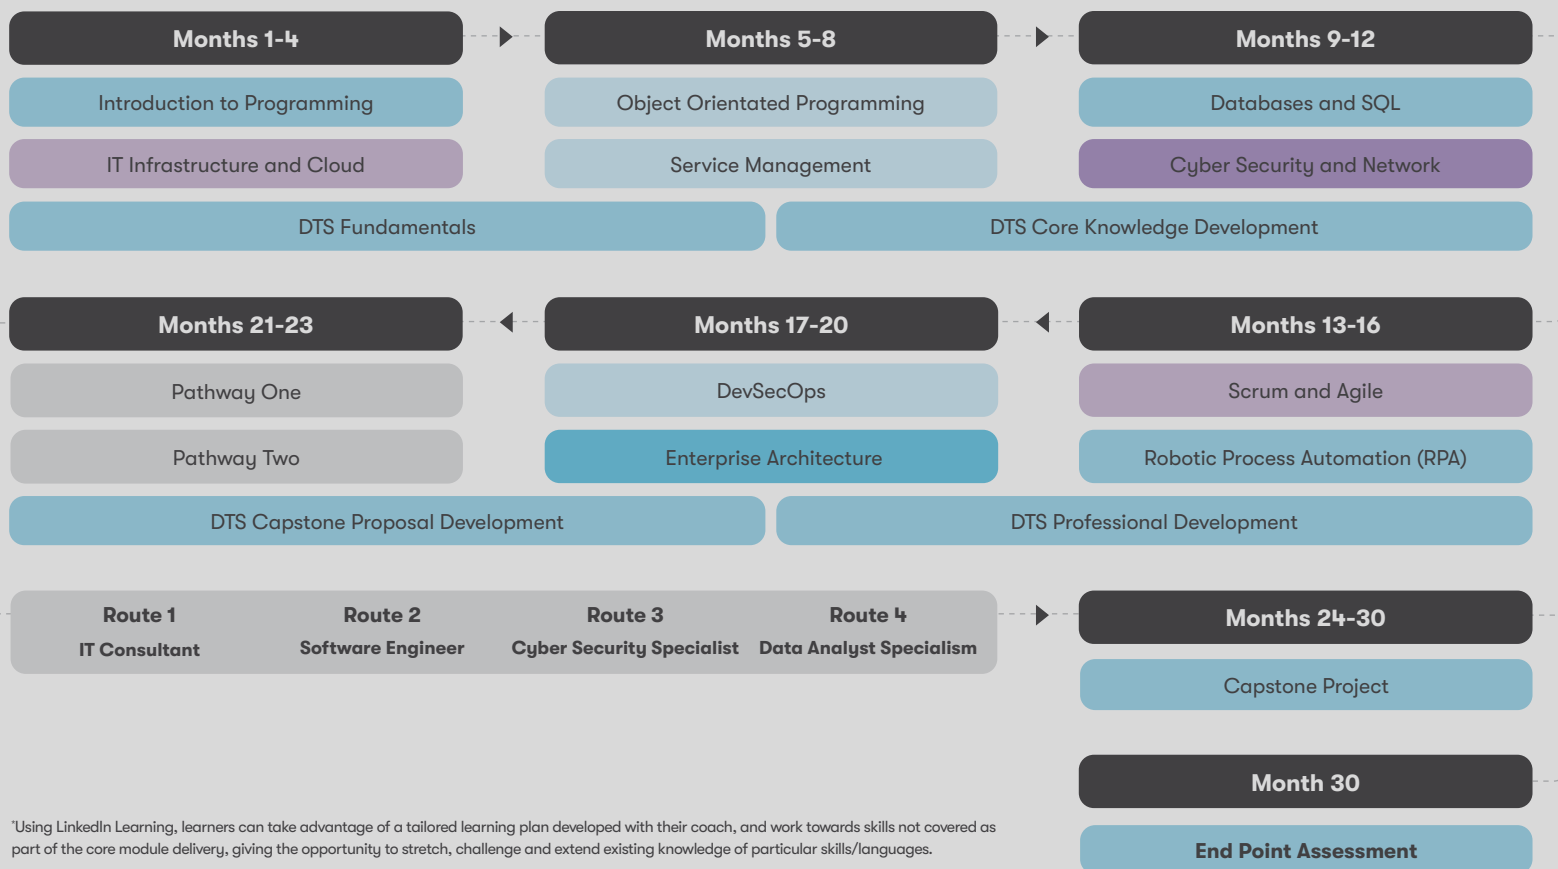 Months 1-4
Months 5-8
Months 9-12
Introduction to Programming
Object Orientated Programming
Databases and SQL
IT Infrastructure and Cloud
Service Management
Cyber Security and Network
DTS Fundamentals
DTS Core Knowledge Development
Months 21-23
Months 17-20
Months 13-16
Pathway One
DevSecOps
Scrum and Agile
Pathway Two
Enterprise Architecture
Robotic Process Automation (RPA)
DTS Capstone Proposal Development
DTS Professional Development
Route 1
IT Consultant
Route 2
Software Engineer
Route 3
Cyber Security Specialist
Route 4
Data Analyst Specialism
Months 24-30
Capstone Project
Month 30
End Point Assessment
*Using LinkedIn Learning, learners can take advantage of a tailored learning plan developed with their coach, and work towards skills not covered as
part of the core module delivery, giving the opportunity to stretch, challenge and extend existing knowledge of particular skills/languages.